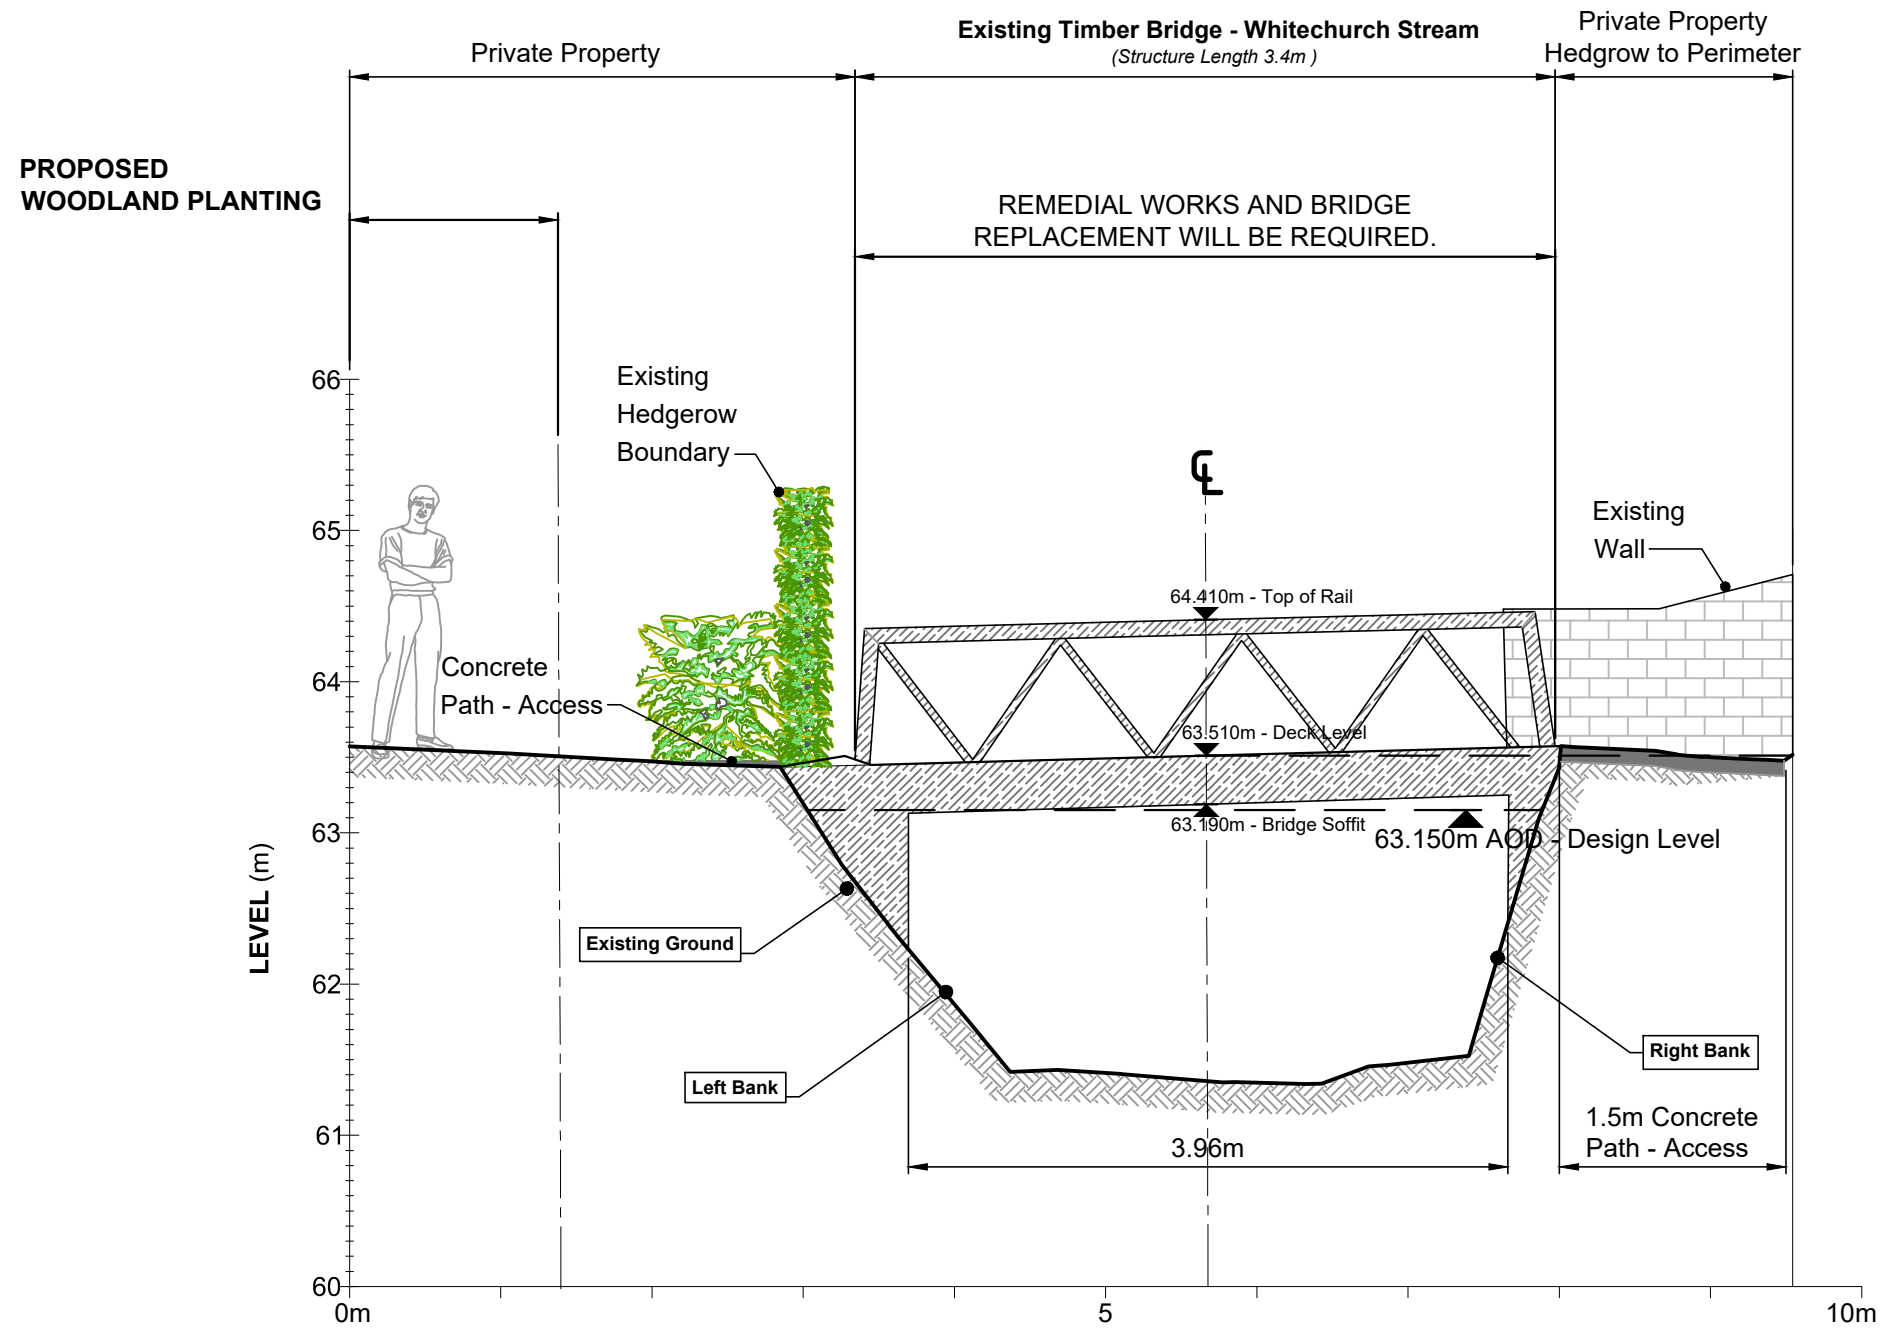 Private Property
Existing Timber Bridge - Whitechurch Stream
(Structure Length 3.4m )
Private Property
Hedgrow to Perimeter
PROPOSED
WOODLAND PLANTING
REMEDIAL WORKS AND BRIDGE
REPLACEMENT WILL BE REQUIRED.
66
Existing
Hedgerow
Boundary
CL
65
Existing
Wall
64.410m - Top of Rail
Concrete
Path - Access
64
63.510m - Deck Level
63
63.190m - Bridge Soffit
63.150m AOD - Design Level
LEVEL (m)
Existing Ground
62
Right Bank
Left Bank
61
3.96m
1.5m Concrete
Path - Access
60
0m
5
10m